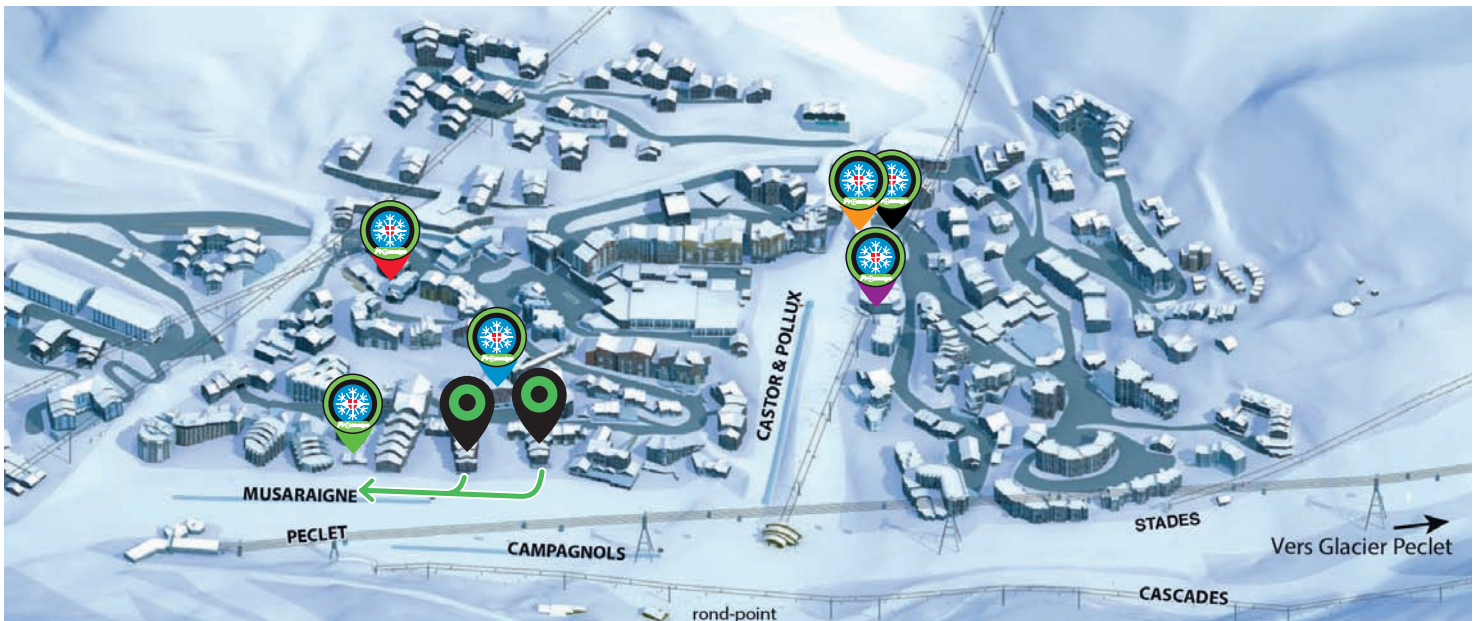 CASTOR & POLLUX
MUSARAIGNE
PECLET
CAMPAGNOLS
STADES
Vers Glacier Peclet
CASCADES
rond-point